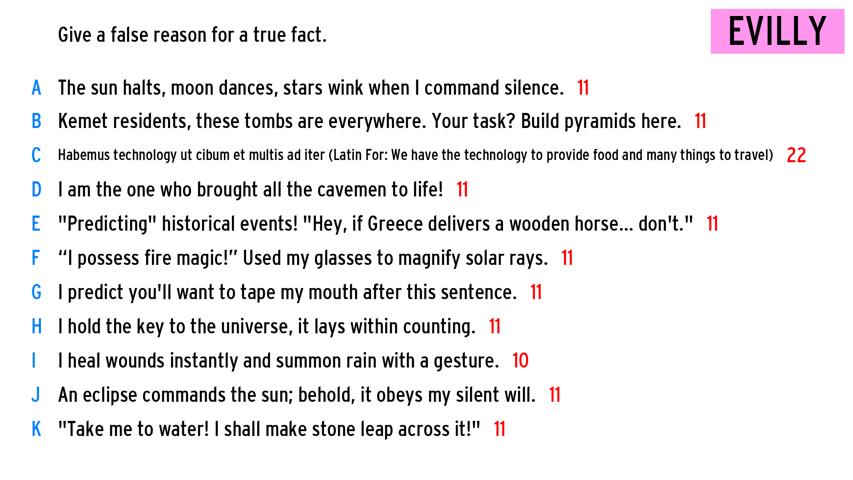 Give a false reason for a true fact.
EVILLY
A The sun halts, moon dances, stars wink when I command silence. 11
B Kemet residents, these tombs are everywhere. Your task? Build pyramids here. 11
C Habemus technology ut cibum et multis ad iter (Latin For: We have the technology to provide food and many things to travel) 22
D I am the one who brought all the cavemen to life! 11
E "Predicting" historical events! "Hey, if Greece delivers a wooden horse... don't." 11
F “I possess fire magic!” Used my glasses to magnify solar rays. 11
G I predict you'll want to tape my mouth after this sentence. 11
H I hold the key to the universe, it lays within counting. 11
I I heal wounds instantly and summon rain with a gesture. 10
J An eclipse commands the sun; behold, it obeys my silent will. 11
K "Take me to water! I shall make stone leap across it!" 11